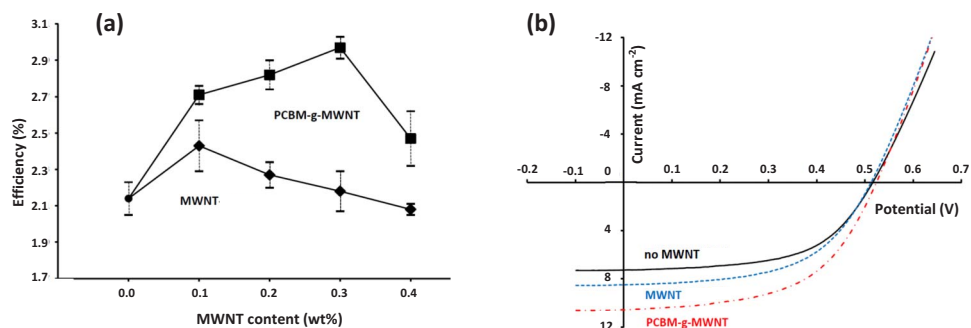 (a)
3.1
2.9
2.7
2.5
2.3
2.1
1.9
1.7
Efficiency (%)
PCBM-g-MWNT
MWNT
0.0 0.1 0.2 0.3 0.4
MWNT content (wt%)
(b)
-12
-8
-4
0
4
8
12
Current (mA cm-2)
-0.2 -0.1 0 0.1 0.2 0.3 0.4 0.5 0.6 0.7
Potential (V)
no MWNT
MWNT
PCBM-g-MWNT